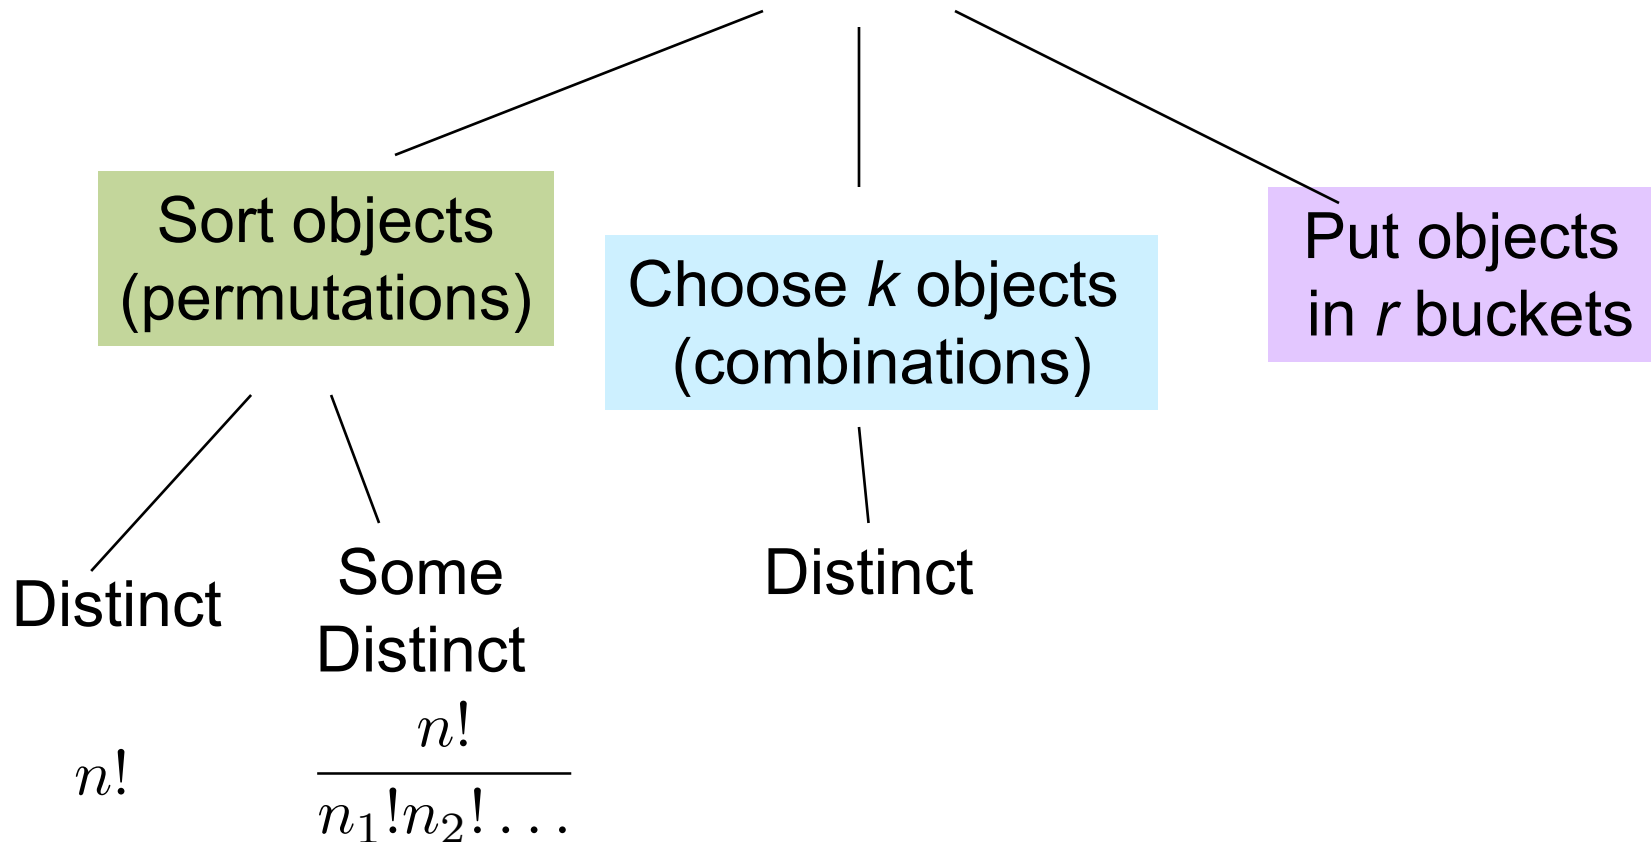 Sort objects
(permutations)
Choose k objects
(combinations)
Put objects
in r buckets
Distinct
Some
Distinct
Distinct
n!
n!
n₁!n₂!...